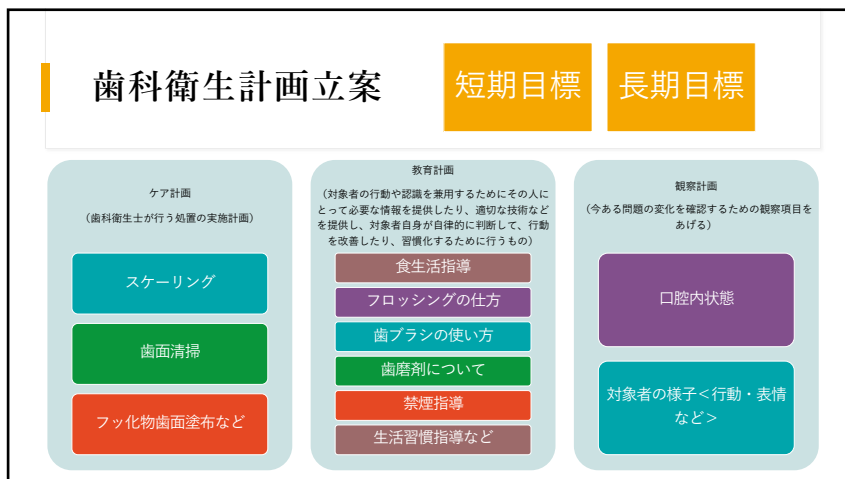 歯科衛生計画立案
短期目標
長期目標
ケア計画
（歯科衛生士が行う処置の実施計画）
スケーリング
歯面清掃
フッ化物歯面塗布など
教育計画
（対象者の行動や認識を兼用するためにその人に
とって必要な情報を提供したり、適切な技術など
を提供し、対象者自身が自律的に判断して、行動
を改善したり、習慣化するために行うもの）
食生活指導
フロッシングの仕方
歯ブラシの使い方
歯磨剤について
禁煙指導
生活習慣指導など
観察計画
（今ある問題の変化を確認するための観察項目を
あげる）
口腔内状態
対象者の様子＜行動・表情
など＞